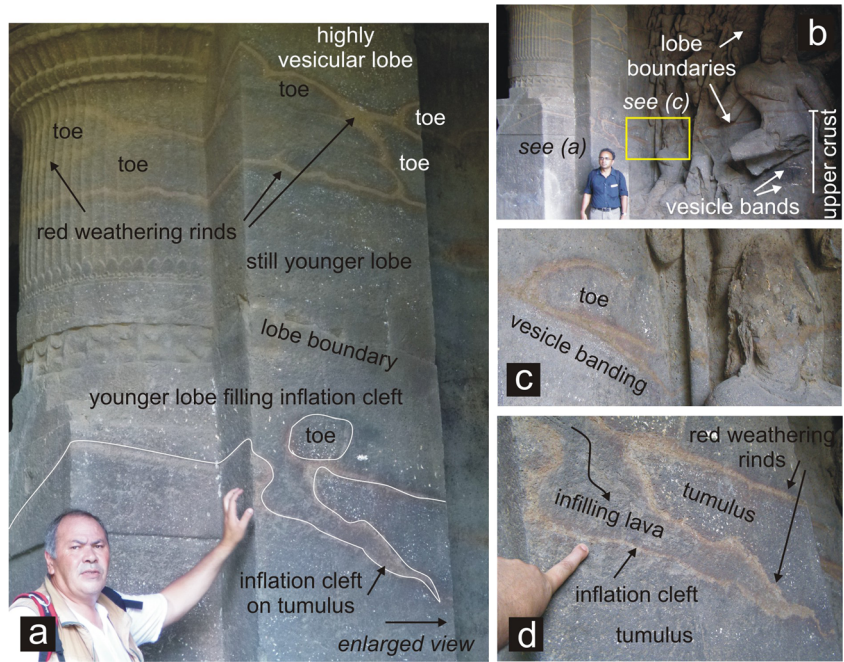 highly
vesicular lobe
toe
toe
toe
toe
toe
red weathering rinds
still younger lobe
lobe boundary
younger lobe filling inflation cleft
toe
inflation cleft
on tumulus
enlarged view
a
b
lobe
boundaries
see (c)
see (a)
upper crust
vesicle bands
toe
vesicle banding
c
red weathering
rinds
tumulus
infilling lava
inflation cleft
tumulus
d